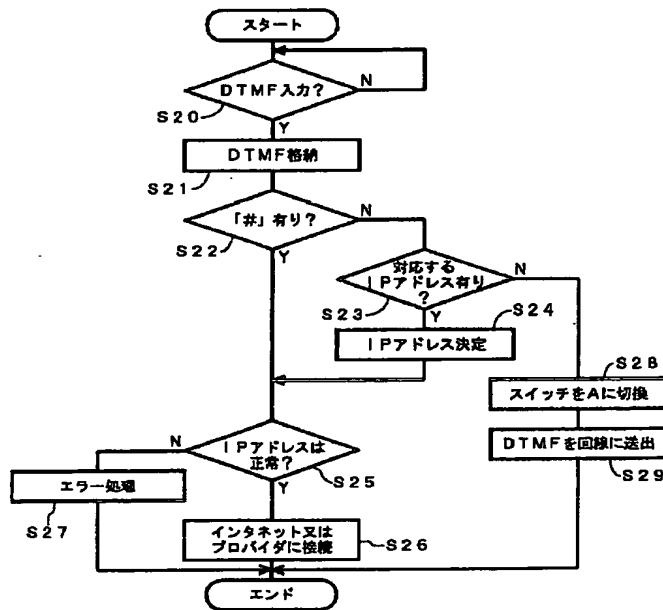 スタート
DTMF入力?
N
S20
Y
DTMF格納
S21
「#」有り?
N
S22
Y
対応する
IPアドレス有り
?
N
S23
Y
S24
IPアドレス決定
S28
スイッチをAに切換
N
IPアドレスは
正常?
S25
DTMFを回線に送出
S29
Y
エラー処理
S27
インタネット又は
プロバイダに接続
S26
エンド